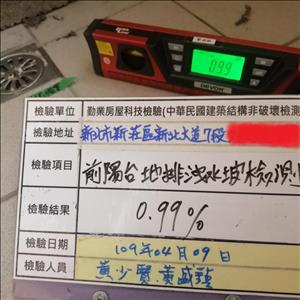 0.99
DEVON
檢驗單位 勤業房屋科技檢驗(中華民國建築結構非破壞檢測
檢驗地址 新北市新莊區新北大道7段
檢驗項目 前陽台地排洩水坡檢測
檢驗結果 0.99%
檢驗日期 109年04月09日
檢驗人員 黃少賢 黃盛